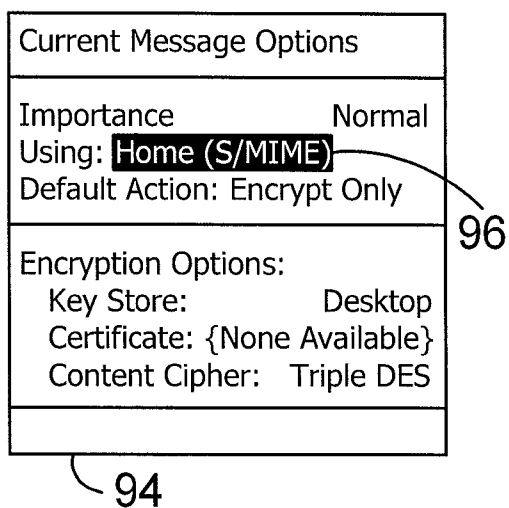 Current Message Options
Importance Normal
Using: Home (S/MIME)
Default Action: Encrypt Only
96
Encryption Options:
Key Store: Desktop
Certificate: {None Available}
Content Cipher: Triple DES
94